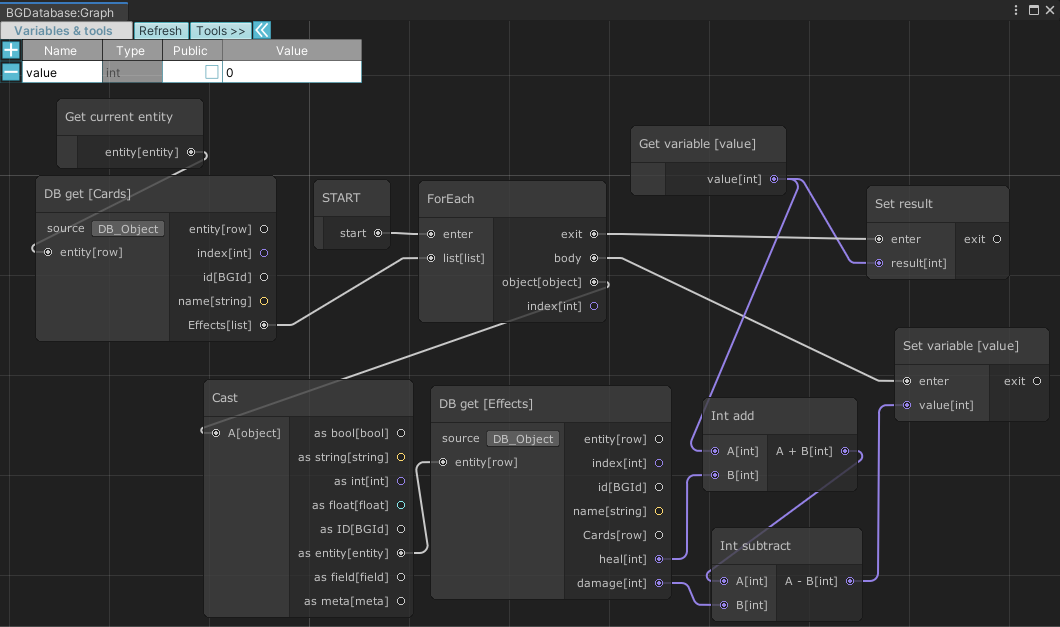 BGDatabase:Graph
Variables & tools
Refresh
Tools >>
Name
Type
Public
Value
value
int
0
Get current entity
entity[entity]
DB get [Cards]
source
DB_Object
entity[row]
entity[row]
index[int]
id[BGId]
name[string]
Effects[list]
START
start
ForEach
enter
list[list]
exit
body
object[object]
index[int]
Get variable [value]
value[int]
Set result
enter
result[int]
exit
Set variable [value]
enter
value[int]
exit
Cast
A[object]
as bool[bool]
as string[string]
as int[int]
as float[float]
as ID[BGId]
as entity[entity]
as field[field]
as meta[meta]
DB get [Effects]
source
DB_Object
entity[row]
entity[row]
index[int]
id[BGId]
name[string]
Cards[row]
heal[int]
damage[int]
Int add
A[int]
B[int]
A + B[int]
Int subtract
A[int]
B[int]
A - B[int]